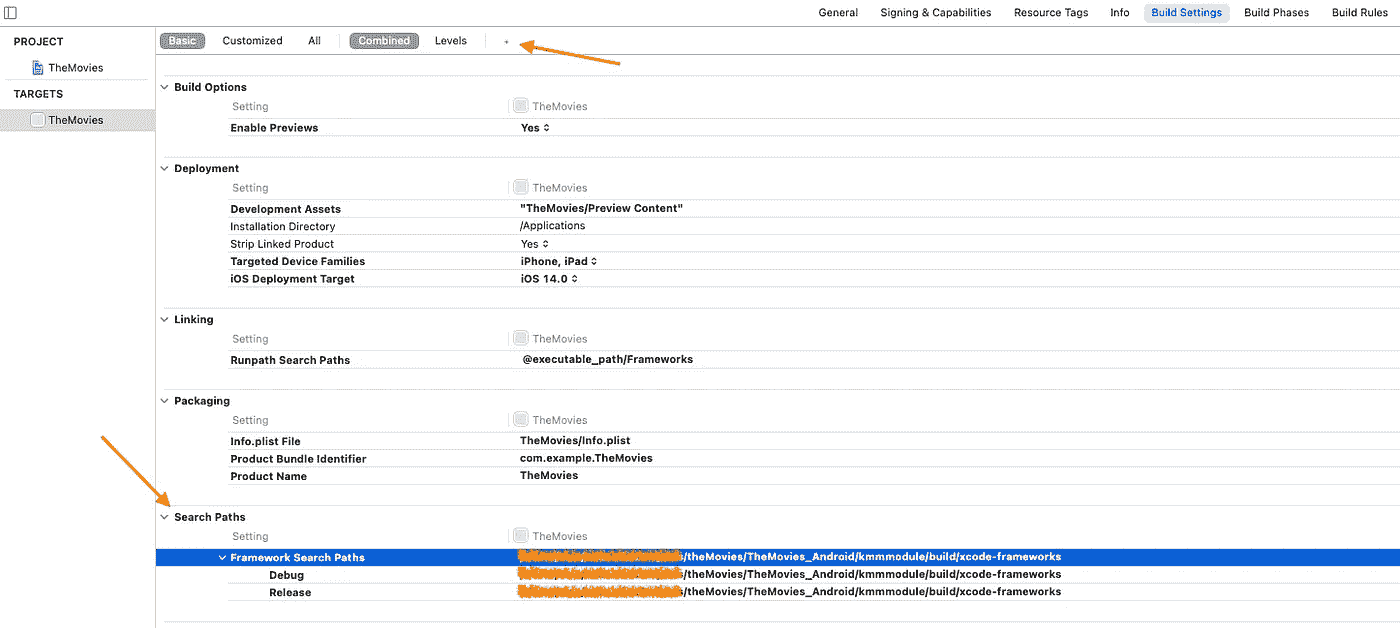 General Signing & Capabilities Resource Tags Info Build Settings Build Phases Build Rules
PROJECT
TheMovies
TARGETS
TheMovies
Basic Customized All Combined Levels +
Build Options
Setting TheMovies
Enable Previews Yes
Deployment
Setting TheMovies
Development Assets "TheMovies/Preview Content"
Installation Directory /Applications
Strip Linked Product Yes
Targeted Device Families iPhone, iPad
iOS Deployment Target iOS 14.0
Linking
Setting TheMovies
Runpath Search Paths @executable_path/Frameworks
Packaging
Setting TheMovies
Info.plist File TheMovies/Info.plist
Product Bundle Identifier com.example.TheMovies
Product Name TheMovies
Search Paths
Setting TheMovies
Framework Search Paths /theMovies/TheMovies_Android/kmmmodule/build/xcode-frameworks
Debug /theMovies/TheMovies_Android/kmmmodule/build/xcode-frameworks
Release /theMovies/TheMovies_Android/kmmmodule/build/xcode-frameworks